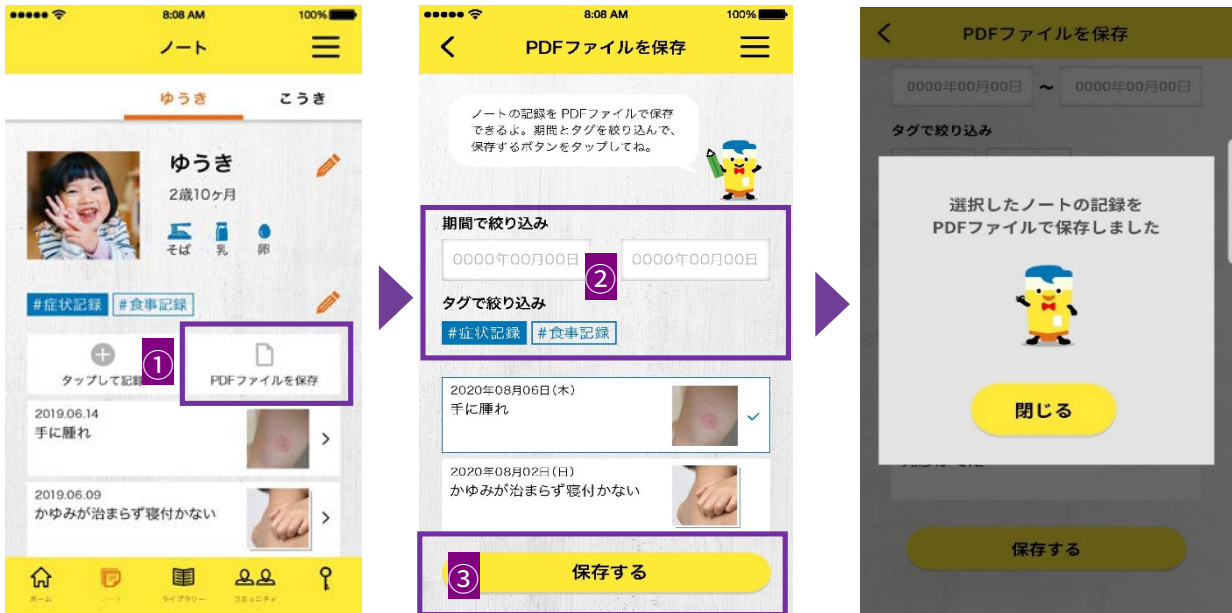 8:08 AM
100%
ノート
ゆうき
こうき
ゆうき
2歳10ヶ月
そば 乳 卵
#症状記録 #食事記録
①
タップして記録
PDFファイルを保存
2019.06.14
手に腫れ
2019.06.09
かゆみが治まらず寝付かない
ホーム
ノート
ライブラリー
コミュニティ
8:08 AM
100%
PDFファイルを保存
ノートの記録を PDFファイルで保存
できるよ。期間とタグを絞り込んで、
保存するボタンをタップしてね。
期間で絞り込み
0000年00月00日
②
0000年00月00日
タグで絞り込み
#症状記録 #食事記録
2020年08月06日(木)
手に腫れ
2020年08月02日(日)
かゆみが治まらず寝付かない
③
保存する
PDFファイルを保存
0000年00月00日 ~ 0000年00月00日
タグで絞り込み
選択したノートの記録を
PDFファイルで保存しました
閉じる
保存する